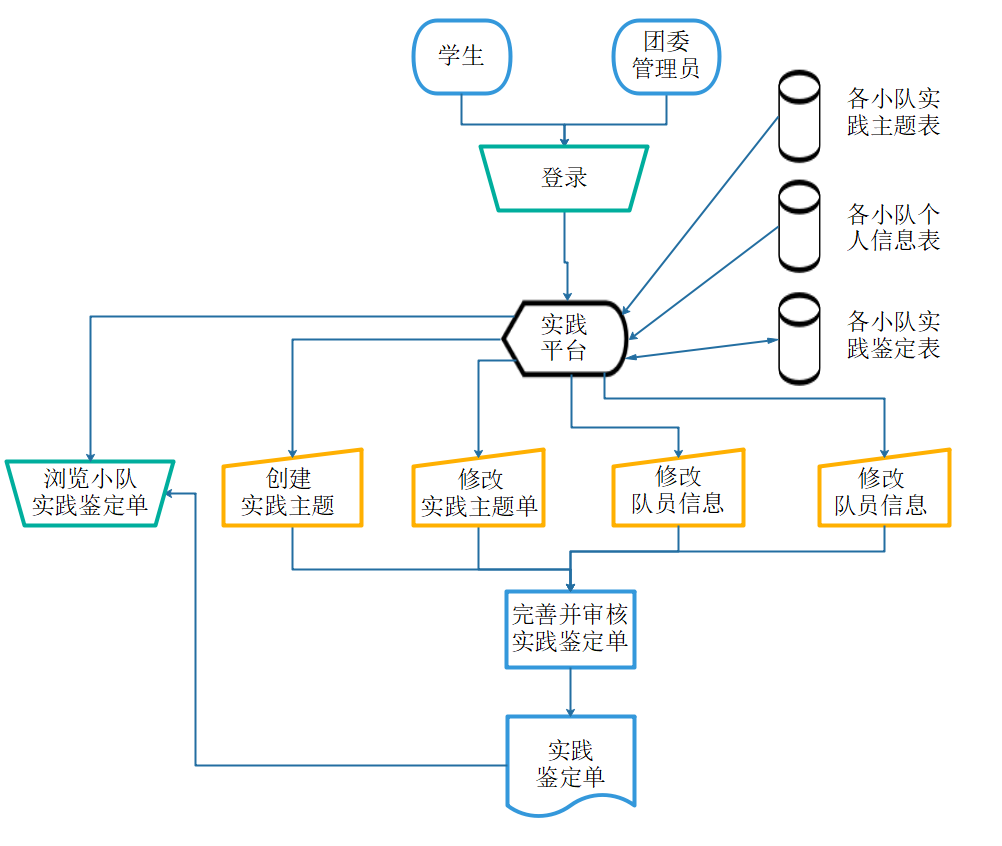 学生
团委
管理员
各小队实
践主题表
登录
各小队个
人信息表
实践
平台
各小队实
践鉴定表
浏览小队
实践鉴定单
创建
实践主题
修改
实践主题单
修改
队员信息
修改
队员信息
完善并审核
实践鉴定单
实践
鉴定单